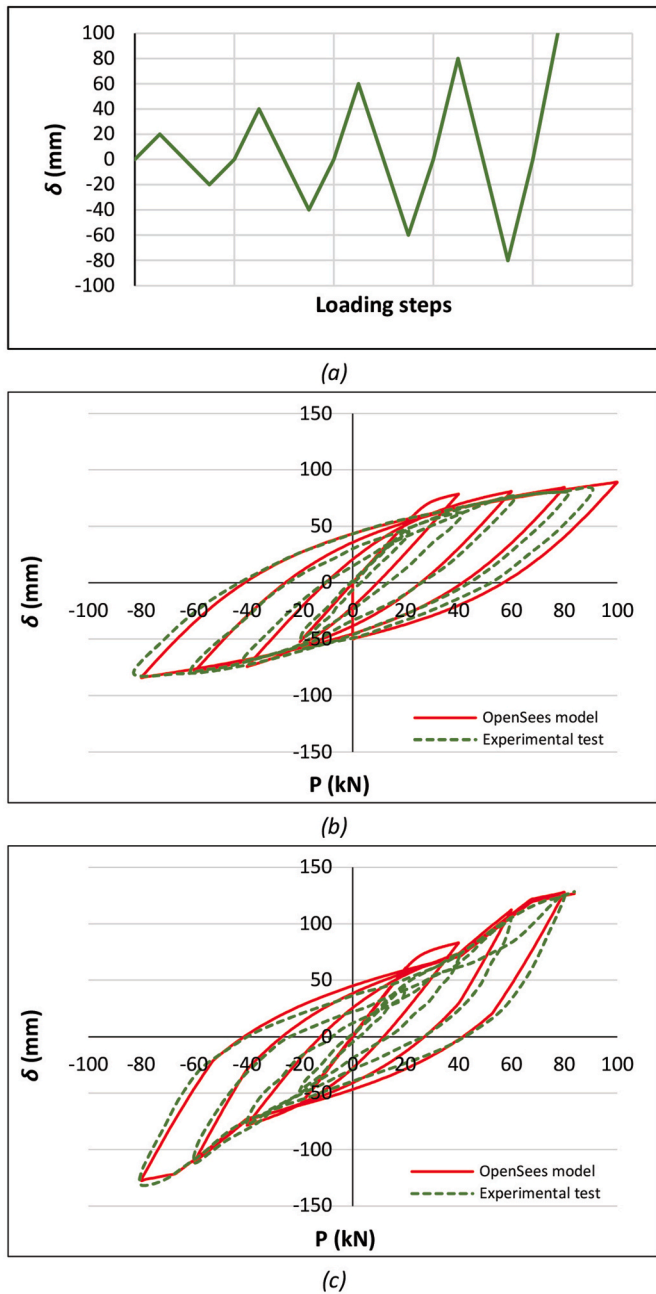 100
80
60
40
20
0
-20
-40
-60
-80
-100
δ (mm)
Loading steps
(a)
150
100
50
0
-50
-100
-150
-100 -80 -60 -40 -20 0 20 40 60 80 100
δ (mm)
OpenSees model
Experimental test
P (kN)
(b)
150
100
50
0
-50
-100
-150
-100 -80 -60 -40 -20 0 20 40 60 80 100
δ (mm)
OpenSees model
Experimental test
P (kN)
(c)